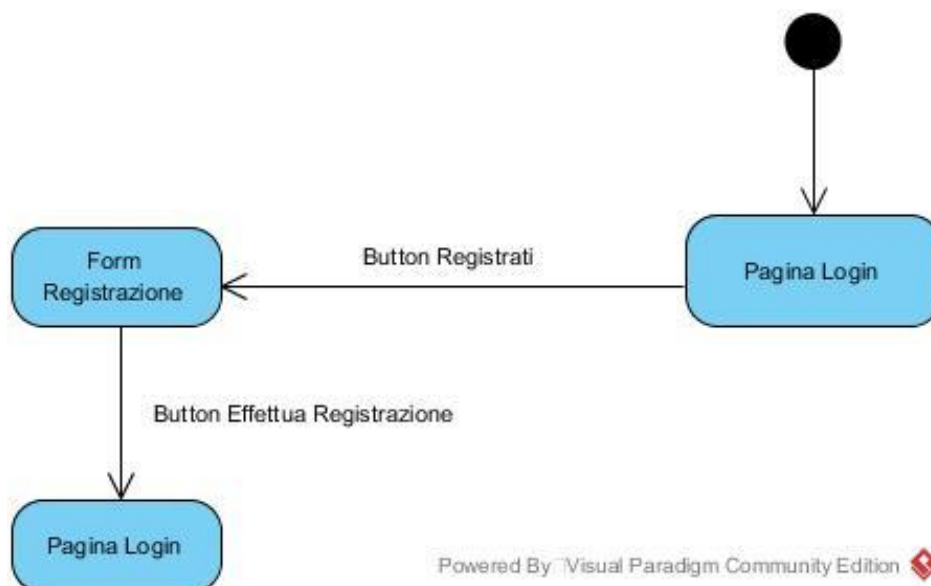 Button Registrati
Pagina Login
Form
Registrazione
Button Effettua Registrazione
Pagina Login
Powered By Visual Paradigm Community Edition